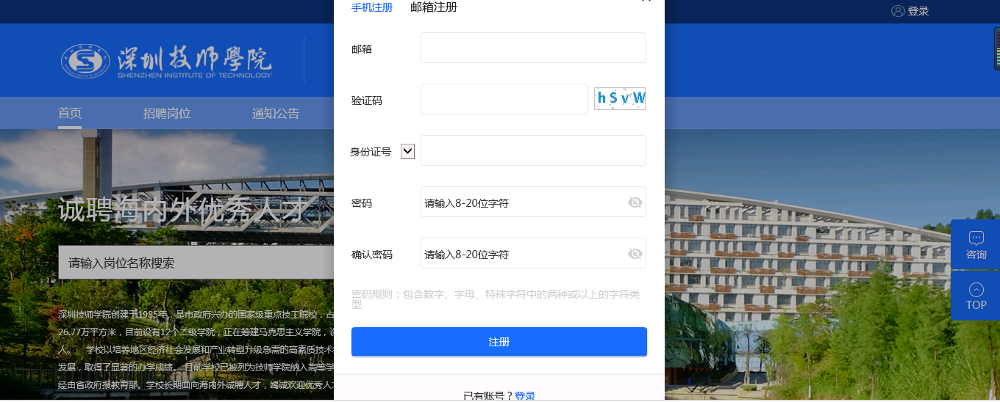 登录
手机注册 邮箱注册
深圳技师學院
SHENZHEN INSTITUTE OF TECHNOLOGY
首页 招聘岗位 通知公告
邮箱
验证码 hSvW
身份证号
密码 请输入8-20位字符
确认密码 请输入8-20位字符
密码规则：包含数字、字母、特殊字符中的两种或以上的字符类
型
注册
已有账号？登录
诚聘海内外优秀人才
请输入岗位名称搜索
深圳技师学院创建于1985年，是市政府兴办的国家级重点技工院校，占
26.77万平方米，目前设有12个二级学院，正在筹建马克思主义学院，
人。 学校以培养地区经济社会发展和产业转型升级急需的高素质技术
发展，取得了显著的办学成绩。 目前学校已被列为技师学院纳入高等学
经由省政府报教育部。学校长期面向海内外诚聘人才，竭诚欢迎优秀人
咨询
TOP